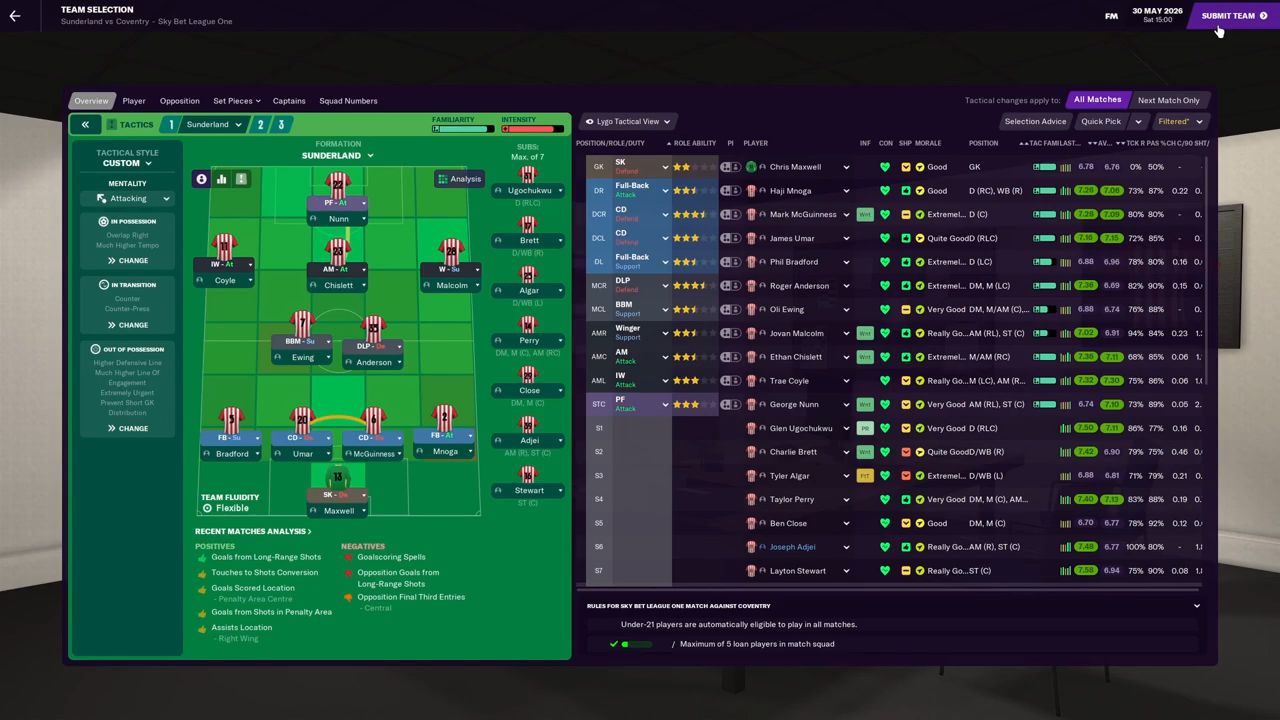 TEAM SELECTION
Sunderland vs Coventry - Sky Bet League One
FM
30 MAY 2026
Sat 15:00
SUBMIT TEAM
Overview Player Opposition Set Pieces Captains Squad Numbers
Tactical changes apply to: All Matches Next Match Only
TACTICS 1 Sunderland 2 3
FAMILIARITY INTENSITY
TACTICAL STYLE
CUSTOM
MENTALITY
Attacking
IN POSSESSION
Overlap Right
Much Higher Tempo
CHANGE
IN TRANSITION
Counter
Counter-Press
CHANGE
OUT OF POSSESSION
Higher Defensive Line
Much Higher Line of
Engagement
Extremely Urgent
Prevent Short GK
Distribution
CHANGE
FORMATION
SUNDERLAND
Analysis
PF - At
Nunn
IW - At
Coyle
AM - At
Chislett
W - Su
Malcolm
BBM - Su
Ewing
DLP - De
Anderson
FB - Su
Bradford
CD - De
Umar
CD - De
McGuinness
FB - At
Mnoga
SK - De
Maxwell
TEAM FLUIDITY
Flexible
SUBS:
Max. of 7
Ugochukwu
D (RLC)
Brett
D/WB (R)
Algar
D/WB (L)
Perry
DM, M (C), AM (RC)
Close
DM, M (C)
Adjei
AM (R), ST (C)
Stewart
ST (C)
RECENT MATCHES ANALYSIS
POSITIVES
Goals from Long-Range Shots
Touches to Shots Conversion
Goals Scored Location
- Penalty Area Centre
Goals from Shots in Penalty Area
Assists Location
- Right Wing
NEGATIVES
Goalscoring Spells
Opposition Goals from
Long-Range Shots
Opposition Final Third Entries
- Central
Lygo Tactical View
Selection Advice Quick Pick Filtered*
POSITION/ROLE/DUTY ROLE ABILITY PI PLAYER INF CON SHP MORALE POSITION TAC FAM LAST... AV... TCK R PAS %CH C/90 SHT/
GK SK Defend Chris Maxwell Good GK 6.78 6.76 0% 50%
DR Full-Back Attack Haji Mnoga Good D (RC), WB (R) 7.26 7.06 73% 87% 0.22
DCR CD Defend Mark McGuinness Wnt Extremel... D (C) 7.26 7.09 80% 80% -
DCL CD Defend James Umar Quite Good D (RLC) 7.16 7.15 72% 85% -
DL Full-Back Support Phil Bradford Extremel... D (LC) 6.88 6.96 78% 80% 0.16
MCR DLP Defend Roger Anderson Extremel... DM, M (LC) 7.36 6.69 82% 90% 0.15
MCL BBM Support Oli Ewing Very Good DM, M/AM (C),... 6.88 6.74 76% 88% -
AMR Winger Support Jovan Malcolm Wnt Really Go... AM (RL), ST (C) 7.02 6.91 94% 84% 0.23
AMC AM Attack Ethan Chislett Wnt Extremel... M/AM (RC) 7.36 7.11 68% 85% 0.06
AML IW Attack Trae Coyle Really Go... M (LC), AM (R... 7.32 7.30 75% 86% 0.06
STC PF Attack George Nunn Wnt Very Good AM (RL), ST (C) 6.74 7.10 73% 89% 0.05
S1 Glen Ugochukwu PR Very Good D (RLC) 7.50 7.11 86% 77% 0.16
S2 Charlie Brett Wnt Quite Good D/WB (R) 7.42 6.90 79% 75% -
S3 Tyler Algar FIT Extremel... D/WB (L) 6.88 6.81 71% 79% 0.21
S4 Taylor Perry Very Good DM, M (C), AM... 7.40 7.13 83% 88% 0.19
S5 Ben Close Good DM, M (C) 6.70 6.77 78% 92% 0.12
S6 Joseph Adjei Really Go... AM (R), ST (C) 7.48 6.77 100% 80% -
S7 Layton Stewart Really Go... ST (C) 7.58 6.94 75% 90% 0.08
RULES FOR SKY BET LEAGUE ONE MATCH AGAINST COVENTRY
Under-21 players are automatically eligible to play in all matches.
/ Maximum of 5 loan players in match squad